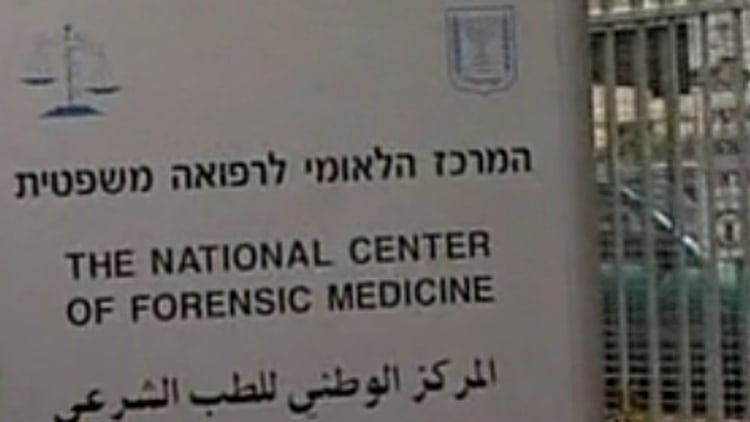 המרכז הלאומי לרפואה משפטית
THE NATIONAL CENTER
OF FORENSIC MEDICINE
المركز الوطني للطب الشرعي